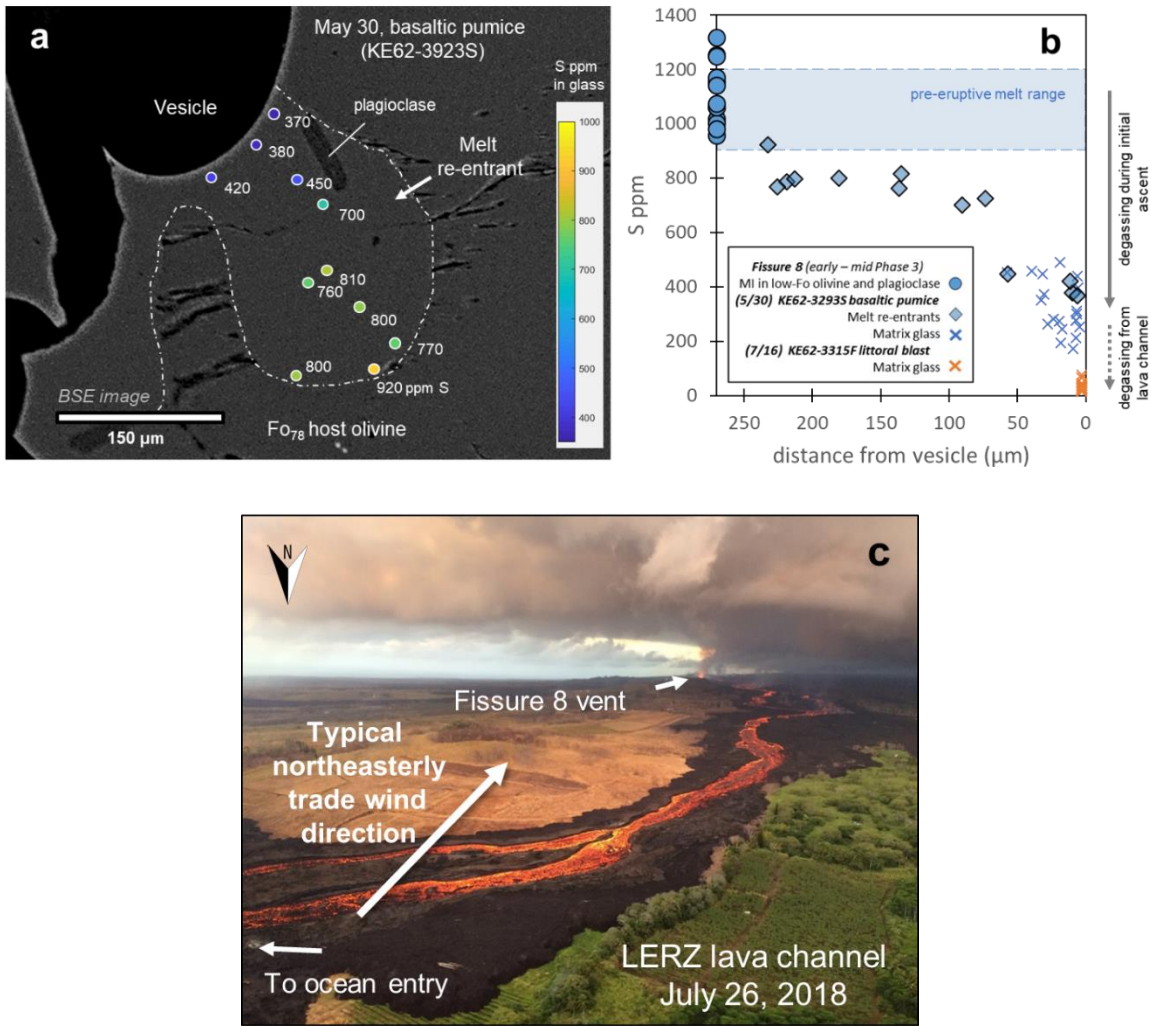 a
May 30, basaltic pumice
(KE62-3923S)
S ppm
in glass
Vesicle
plagioclase
Melt
re-entrant
370
380
420
450
700
810
760
800
770
800
920 ppm S
BSE image
150 µm
Fo78 host olivine
1000
900
800
700
600
500
400
b
1400
1200
1000
800
600
400
200
0
S ppm
pre-eruptive melt range
Fissure 8 (early – mid Phase 3)
MI in low-Fo olivine and plagioclase
(5/30) KE62-3293S basaltic pumice
Melt re-entrants
Matrix glass
(7/16) KE62-3315F littoral blast
Matrix glass
250 200 150 100 50 0
distance from vesicle (µm)
degassing during initial
ascent
degassing from
lava channel
c
N
Fissure 8 vent
Typical
northeasterly
trade wind
direction
To ocean entry
LERZ lava channel
July 26, 2018